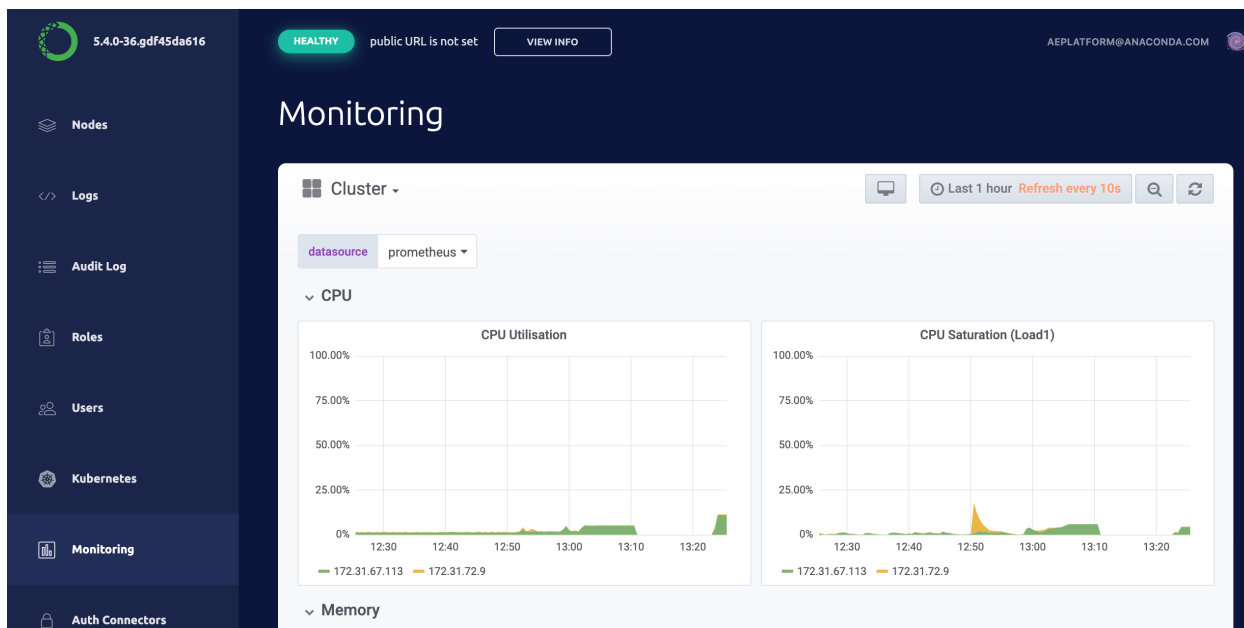 5.4.0-36.gdf45da616
HEALTHY public URL is not set VIEW INFO
AEPLATFORM@ANACONDA.COM
Nodes
Logs
Audit Log
Roles
Users
Kubernetes
Monitoring
Auth Connectors
Monitoring
Cluster
Last 1 hour Refresh every 10s
datasource prometheus
CPU
CPU Utilisation
100.00%
75.00%
50.00%
25.00%
0%
12:30 12:40 12:50 13:00 13:10 13:20
172.31.67.113 172.31.72.9
CPU Saturation (Load1)
100.00%
75.00%
50.00%
25.00%
0%
12:30 12:40 12:50 13:00 13:10 13:20
172.31.67.113 172.31.72.9
Memory